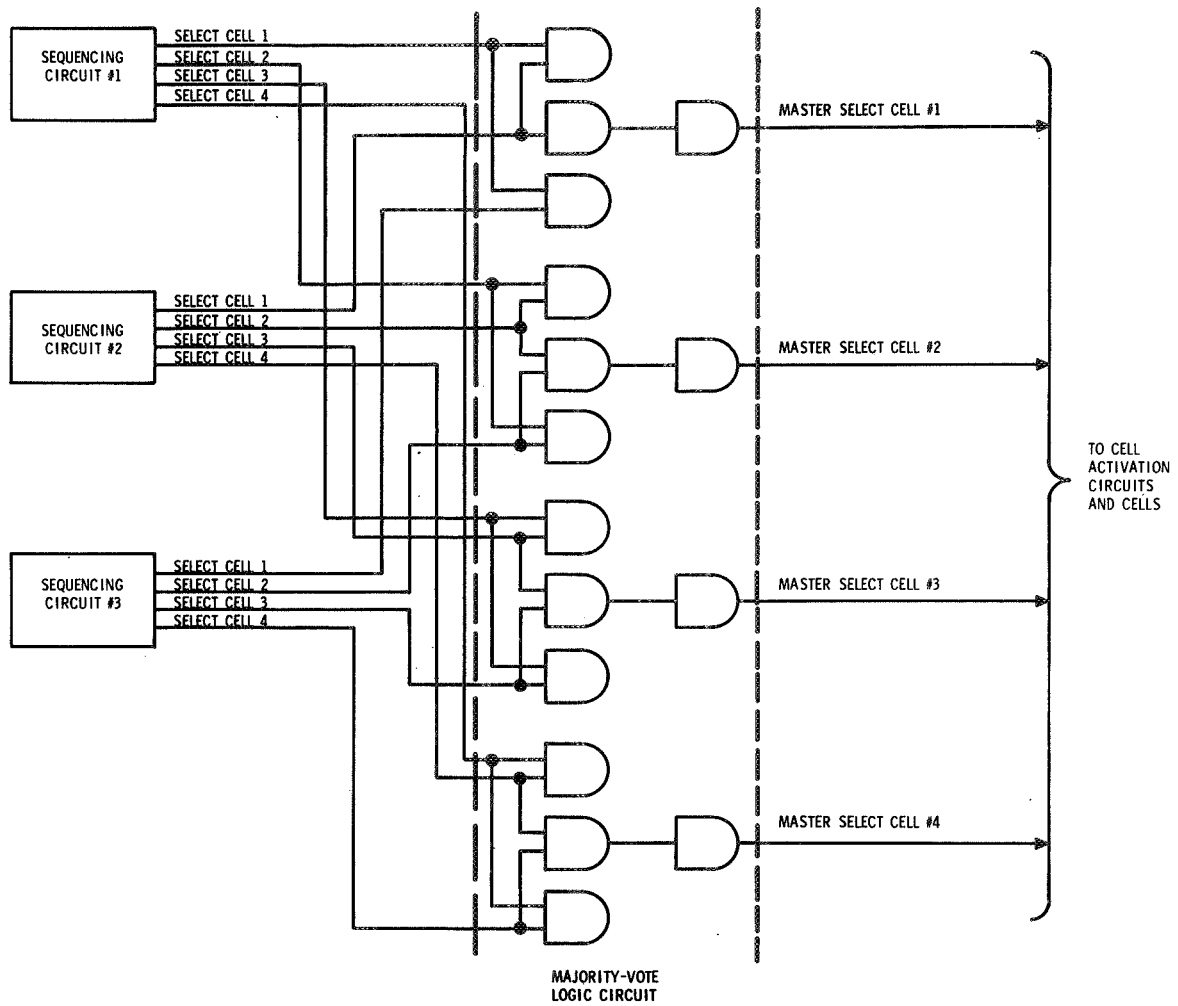 SEQUENCING
CIRCUIT #1
SELECT CELL 1
SELECT CELL 2
SELECT CELL 3
SELECT CELL 4
MASTER SELECT CELL #1
SEQUENCING
CIRCUIT #2
SELECT CELL 1
SELECT CELL 2
SELECT CELL 3
SELECT CELL 4
MASTER SELECT CELL #2
TO CELL
ACTIVATION
CIRCUITS
AND CELLS
SEQUENCING
CIRCUIT #3
SELECT CELL 1
SELECT CELL 2
SELECT CELL 3
SELECT CELL 4
MASTER SELECT CELL #3
MASTER SELECT CELL #4
MAJORITY-VOTE
LOGIC CIRCUIT